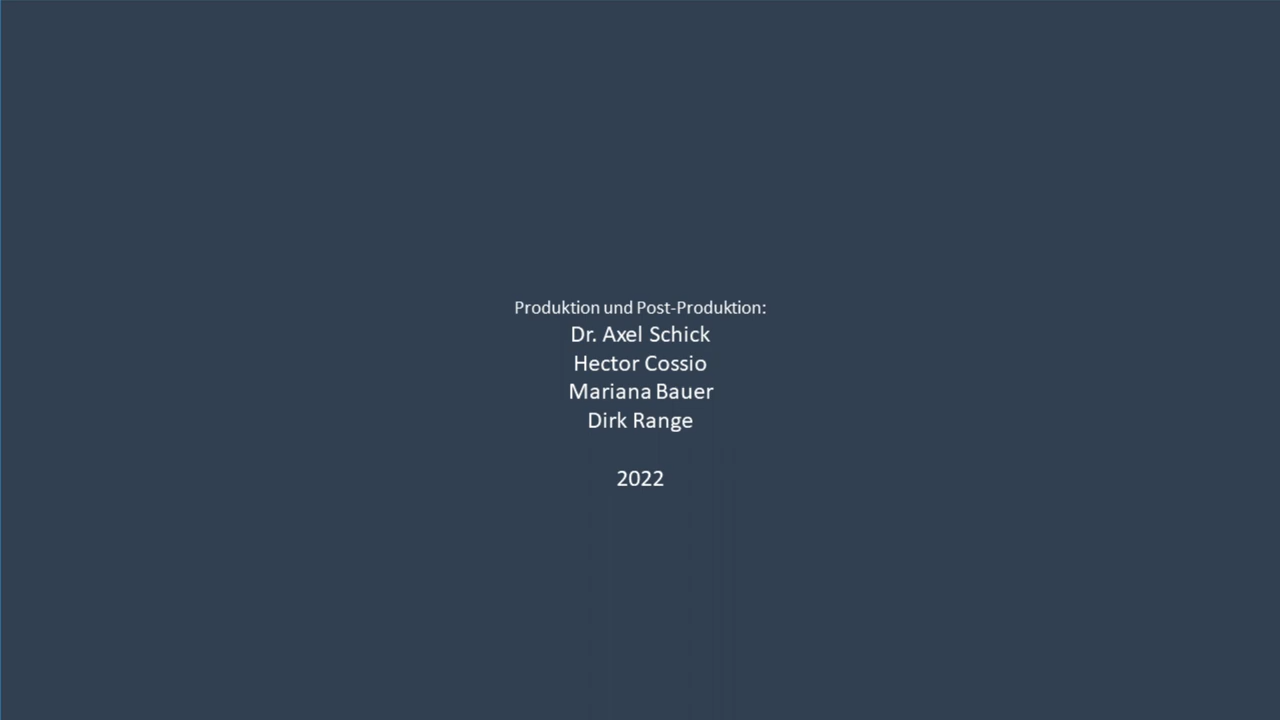 Produktion und Post-Produktion:
Dr. Axel Schick
Hector Cossio
Mariana Bauer
Dirk Range
2022